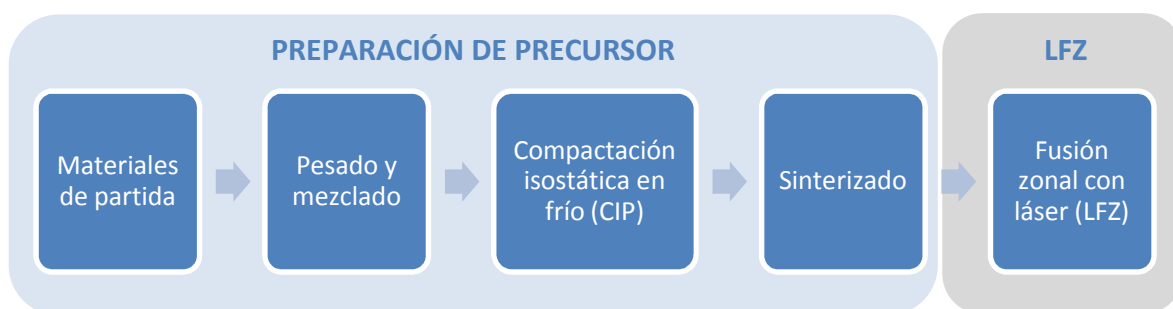 PREPARACIÓN DE PRECURSOR
LFZ
Materiales
de partida
Pesado y
mezclado
Compactación
isostática en
frío (CIP)
Sinterizado
Fusión
zonal con
láser (LFZ)